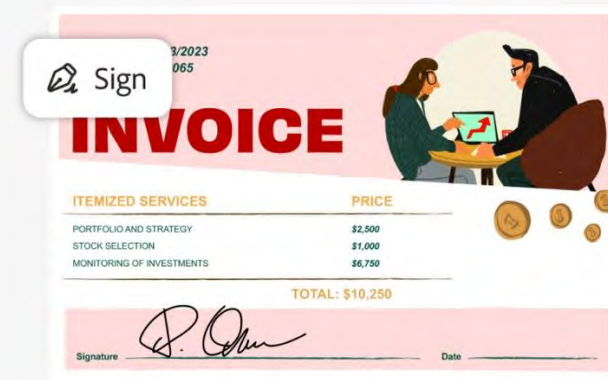 3/2023
Sign
065
INVOICE
ITEMIZED SERVICES PRICE
PORTFOLIO AND STRATEGY $2,500
STOCK SELECTION $1,000
MONITORING OF INVESTMENTS $6,750
TOTAL: $10,250
Signature Date